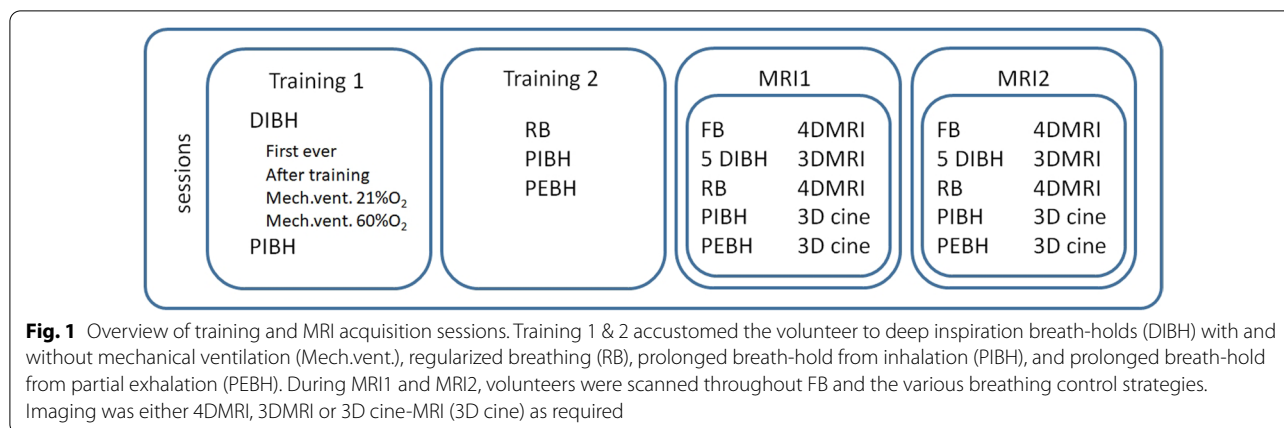 sessions
Training 1
DIBH
First ever
After training
Mech.vent. 21%O₂
Mech.vent. 60%O₂
PIBH
Training 2
RB
PIBH
PEBH
MRI1
FB 4DMRI
5 DIBH 3DMRI
RB 4DMRI
PIBH 3D cine
PEBH 3D cine
MRI2
FB 4DMRI
5 DIBH 3DMRI
RB 4DMRI
PIBH 3D cine
PEBH 3D cine
Fig. 1 Overview of training and MRI acquisition sessions. Training 1 & 2 accustomed the volunteer to deep inspiration breath-holds (DIBH) with and
without mechanical ventilation (Mech.vent.), regularized breathing (RB), prolonged breath-hold from inhalation (PIBH), and prolonged breath-hold
from partial exhalation (PEBH). During MRI1 and MRI2, volunteers were scanned throughout FB and the various breathing control strategies.
Imaging was either 4DMRI, 3DMRI or 3D cine-MRI (3D cine) as required